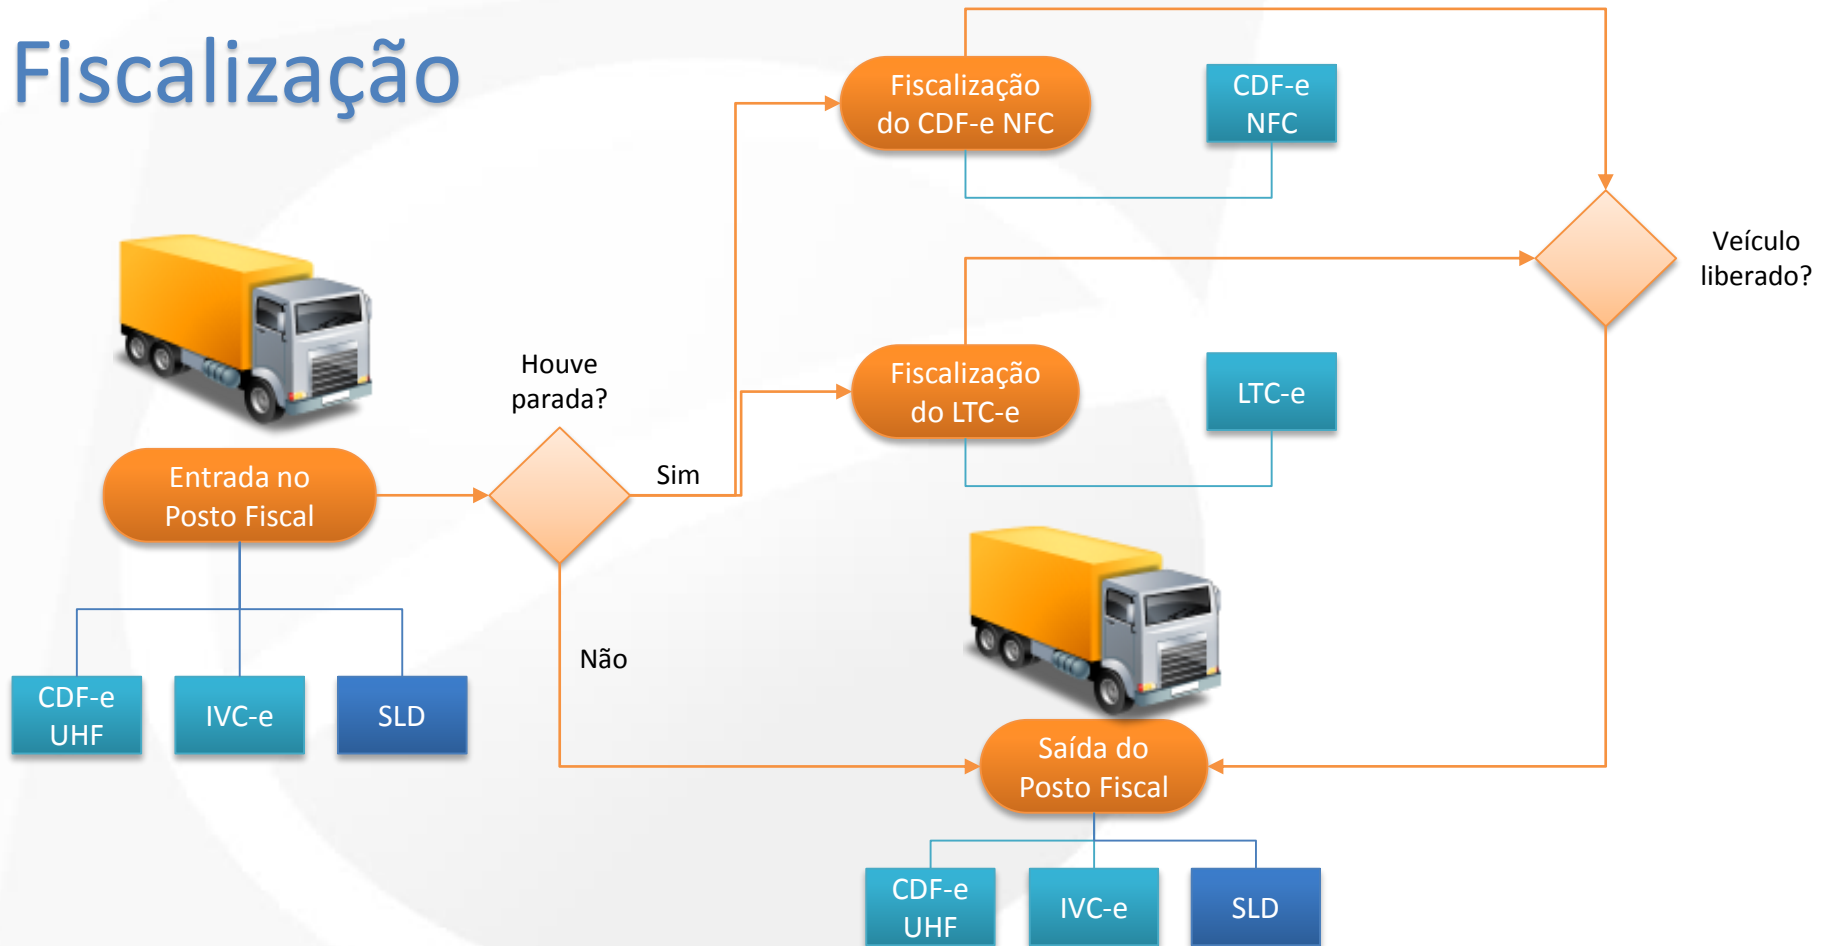 Fiscalização
Fiscalização
do CDF-e NFC
CDF-e
NFC
Veículo
liberado?
Houve
parada?
Fiscalização
do LTC-e
LTC-e
Sim
Entrada no
Posto Fiscal
Não
CDF-e
UHF
IVC-e
SLD
Saída do
Posto Fiscal
CDF-e
UHF
IVC-e
SLD